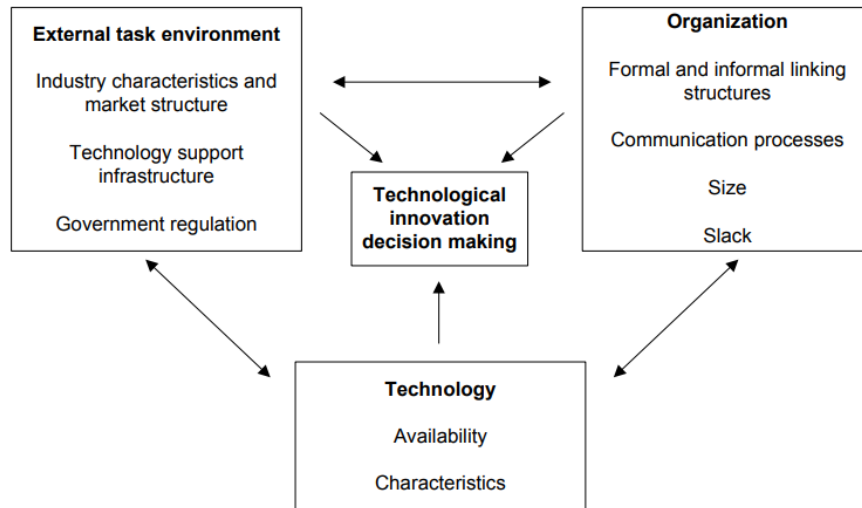 External task environment
Industry characteristics and
market structure
Technology support
infrastructure
Government regulation
Organization
Formal and informal linking
structures
Communication processes
Size
Slack
Technological
innovation
decision making
Technology
Availability
Characteristics